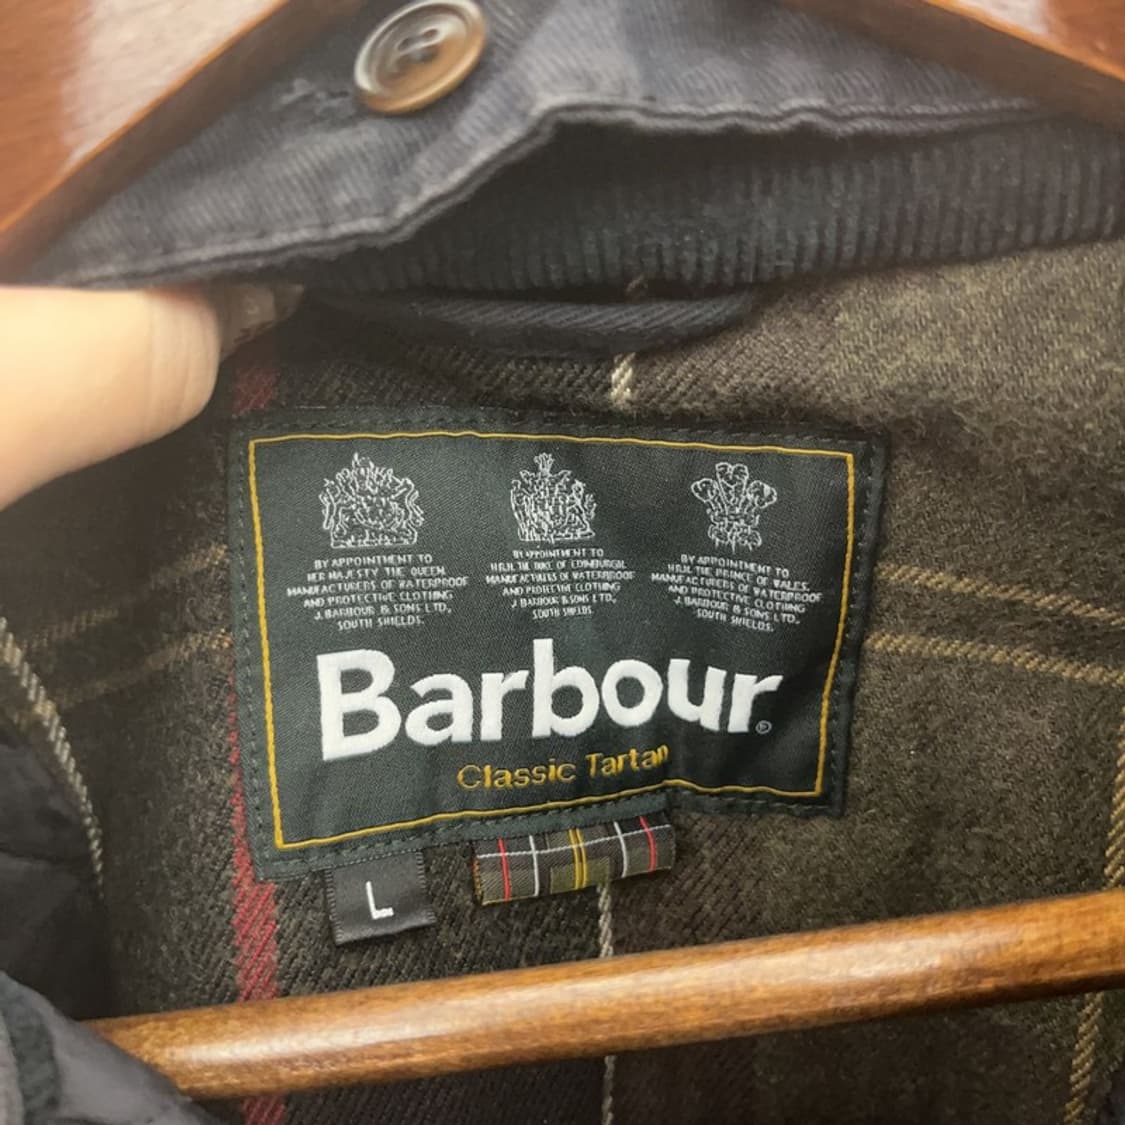 BY APPOINTMENT TO
HER MAJESTY THE QUEEN
MANUFACTURERS OF WATERPROOF
AND PROTECTIVE CLOTHING
J. BARBOUR & SONS LTD.,
SOUTH SHIELDS.
BY APPOINTMENT TO
H.R.H. THE DUKE OF EDINBURGH.
MANUFACTURERS OF WATERPROOF
AND PROTECTIVE CLOTHING
J. BARBOUR & SONS LTD.,
SOUTH SHIELDS.
BY APPOINTMENT TO
H.R.H. THE PRINCE OF WALES.
MANUFACTURERS OF WATERPROOF
AND PROTECTIVE CLOTHING
J. BARBOUR & SONS LTD.,
SOUTH SHIELDS.
Barbour®
Classic Tartan
L